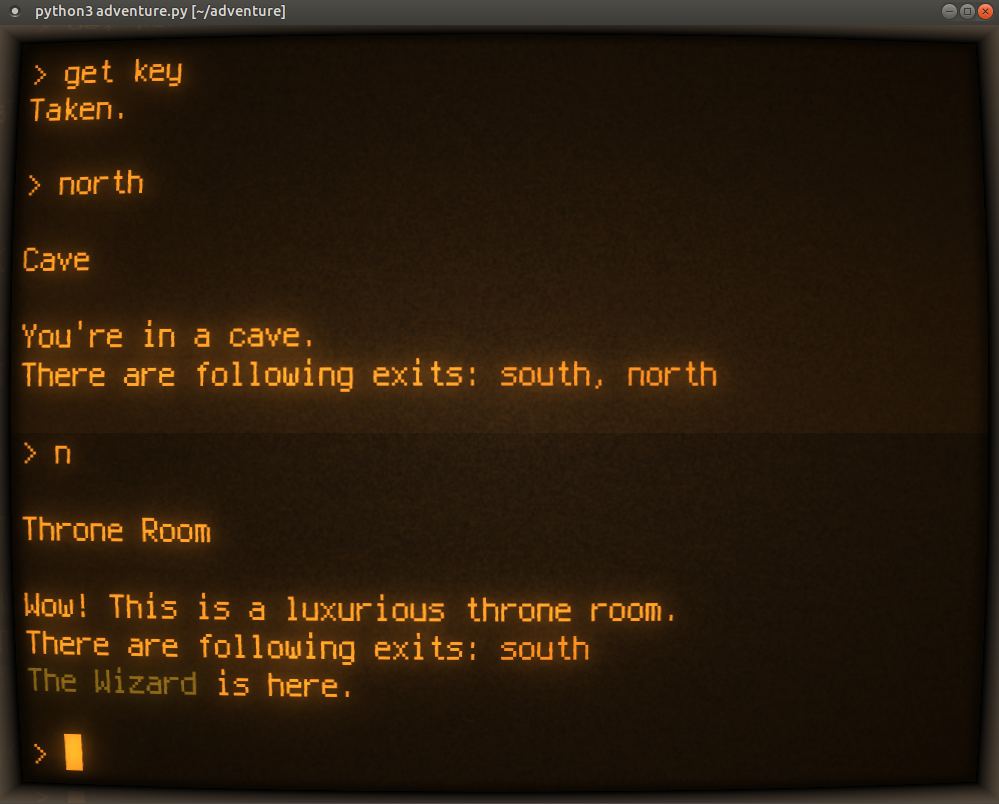 python3 adventure.py [~/adventure]
> get key
Taken.
> north
Cave
You're in a cave.
There are following exits: south, north
> n
Throne Room
Wow! This is a luxurious throne room.
There are following exits: south
The Wizard is here.
>